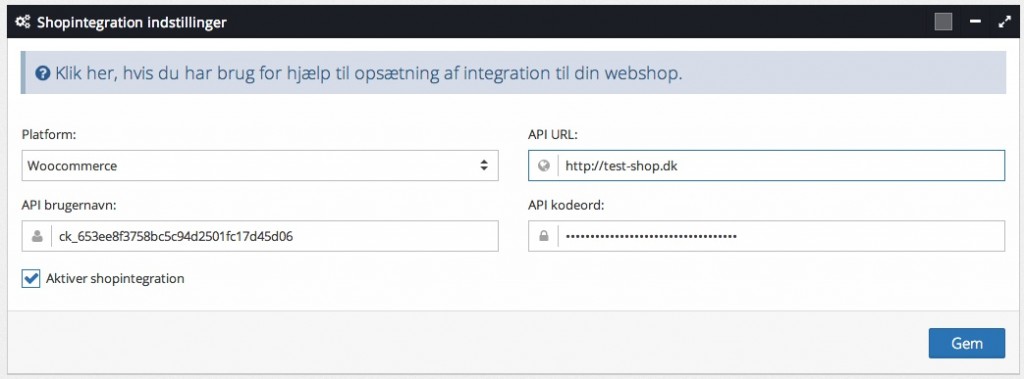 Shopintegration indstillinger
Klik her, hvis du har brug for hjælp til opsætning af integration til din webshop.
Platform:
API URL:
Woocommerce
http://test-shop.dk
API brugernavn:
API kodeord:
ck_653ee8f3758bc5c94d2501fc17d45d06
••••••••••••••••••••••••••••••••••••
Aktiver shopintegration
Gem